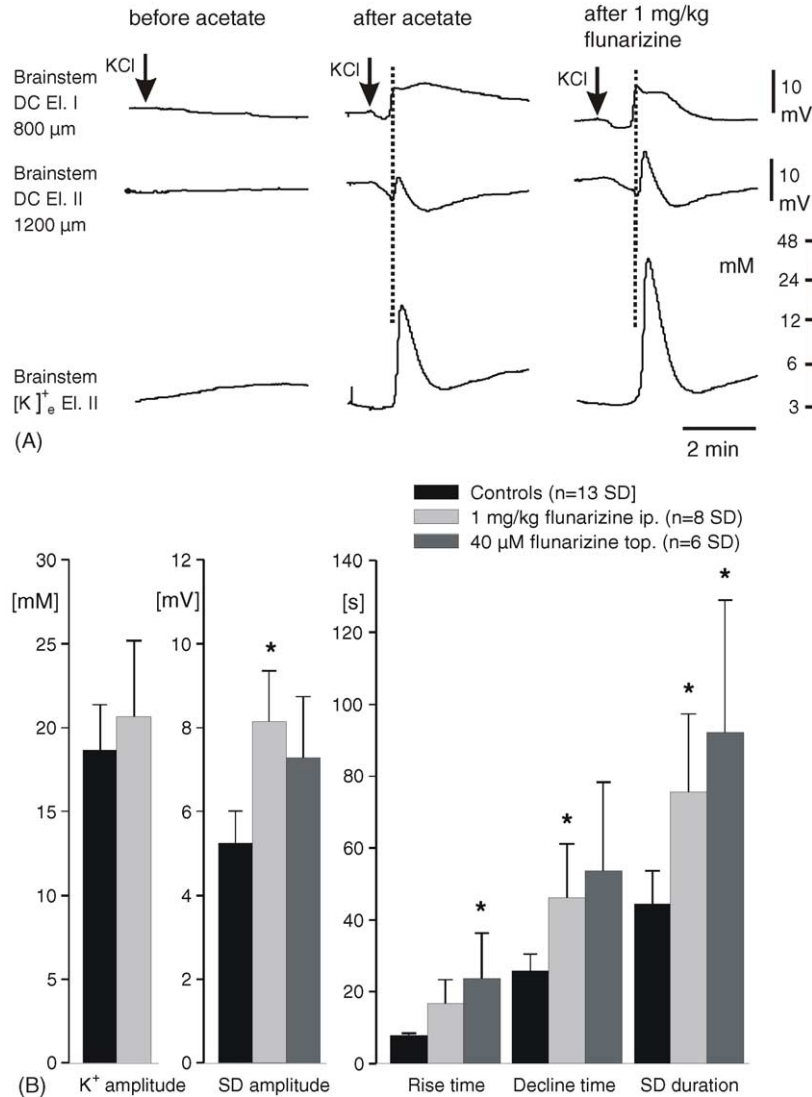 before acetate
after acetate
after 1 mg/kg
flunarizine
Brainstem
DC El. I
800 µm
KCl
KCl
KCl
10
mV
Brainstem
DC El. II
1200 µm
10
mV
mM
48
24
12
6
3
Brainstem
[K]⁺ₑ El. II
(A)
2 min
Controls (n=13 SD]
1 mg/kg flunarizine ip. (n=8 SD)
40 µM flunarizine top. (n=6 SD)
30
[mM]
25
20
15
10
5
0
12
[mV]
10
8
6
4
2
0
140
[s]
120
100
80
60
40
20
0
*
*
*
*
*
(B)
K⁺ amplitude
SD amplitude
Rise time
Decline time
SD duration